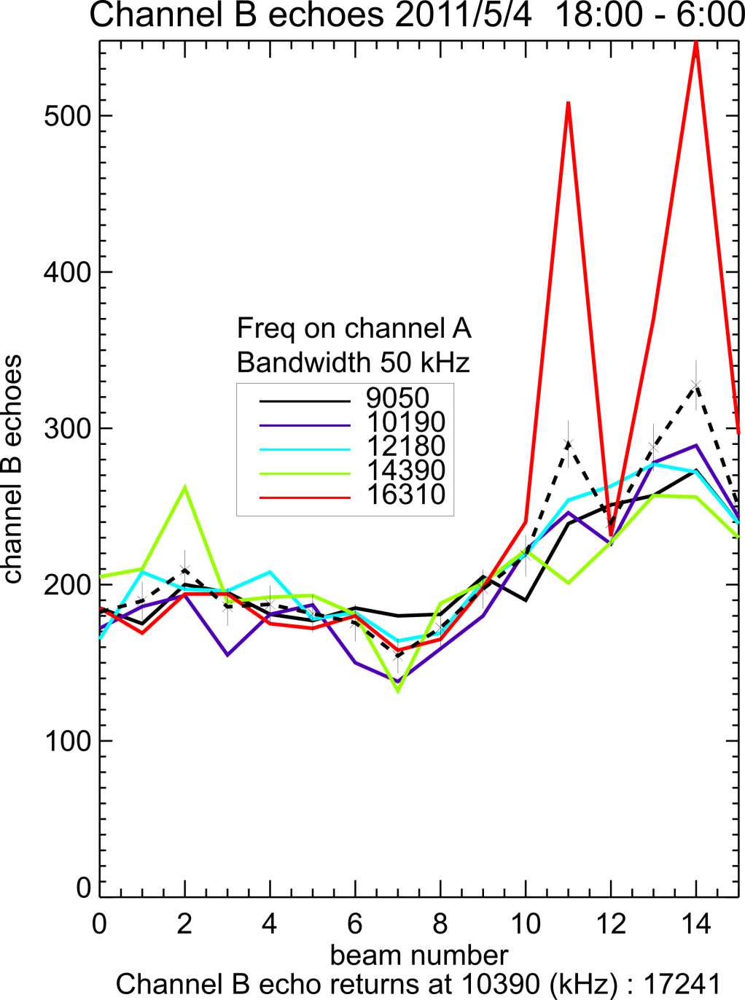 Channel B echoes 2011/5/4  18:00 - 6:00
500
400
300
200
100
0
channel B echoes
Freq on channel A
Bandwidth 50 kHz
9050
10190
12180
14390
16310
0 2 4 6 8 10 12 14
beam number
Channel B echo returns at 10390 (kHz) : 17241